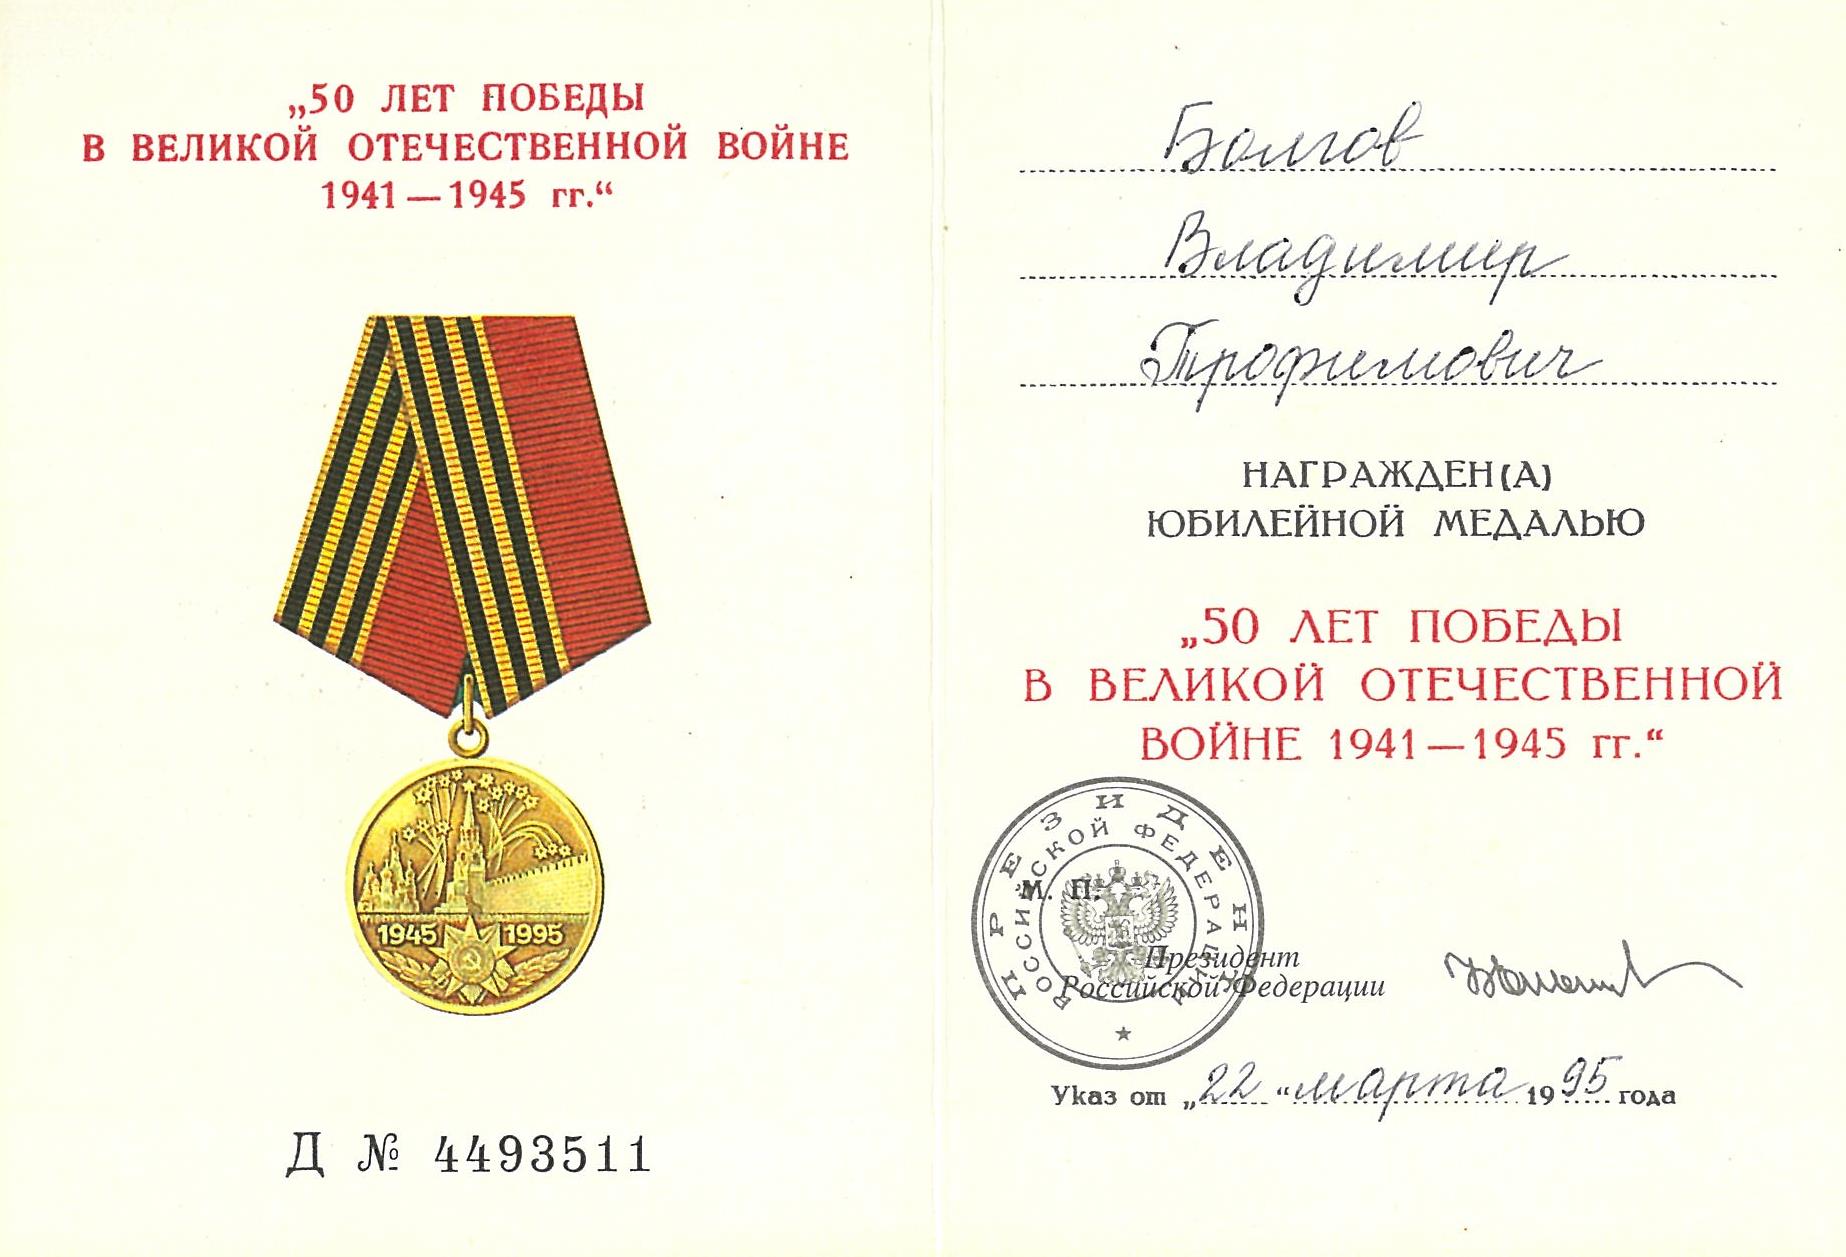 „50 ЛЕТ ПОБЕДЫ
В ВЕЛИКОЙ ОТЕЧЕСТВЕННОЙ ВОЙНЕ
1941—1945 гг.“
1945 1995
Д № 4493511
Болгов
Владимир
Трофимович
НАГРАЖДЕН(А)
ЮБИЛЕЙНОЙ МЕДАЛЬЮ
„50 ЛЕТ ПОБЕДЫ
В ВЕЛИКОЙ ОТЕЧЕСТВЕННОЙ
ВОЙНЕ 1941—1945 гг.“
ПРЕЗИДЕНТ
РОССИЙСКОЙ ФЕДЕРАЦИИ
М. П.
Президент
Российской Федерации
Указ от „22“ марта 1995 года